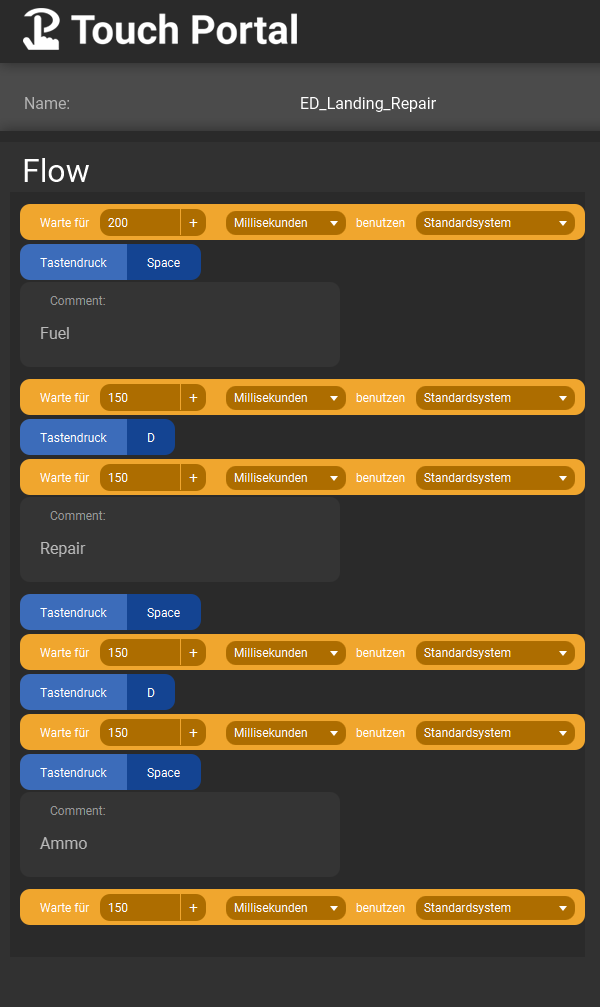 Touch Portal
Name: ED_Landing_Repair
Flow
Warte für 200 + Millisekunden benutzen Standardsystem
Tastendruck Space
Comment:
Fuel
Warte für 150 + Millisekunden benutzen Standardsystem
Tastendruck D
Warte für 150 + Millisekunden benutzen Standardsystem
Comment:
Repair
Tastendruck Space
Warte für 150 + Millisekunden benutzen Standardsystem
Tastendruck D
Warte für 150 + Millisekunden benutzen Standardsystem
Tastendruck Space
Comment:
Ammo
Warte für 150 + Millisekunden benutzen Standardsystem